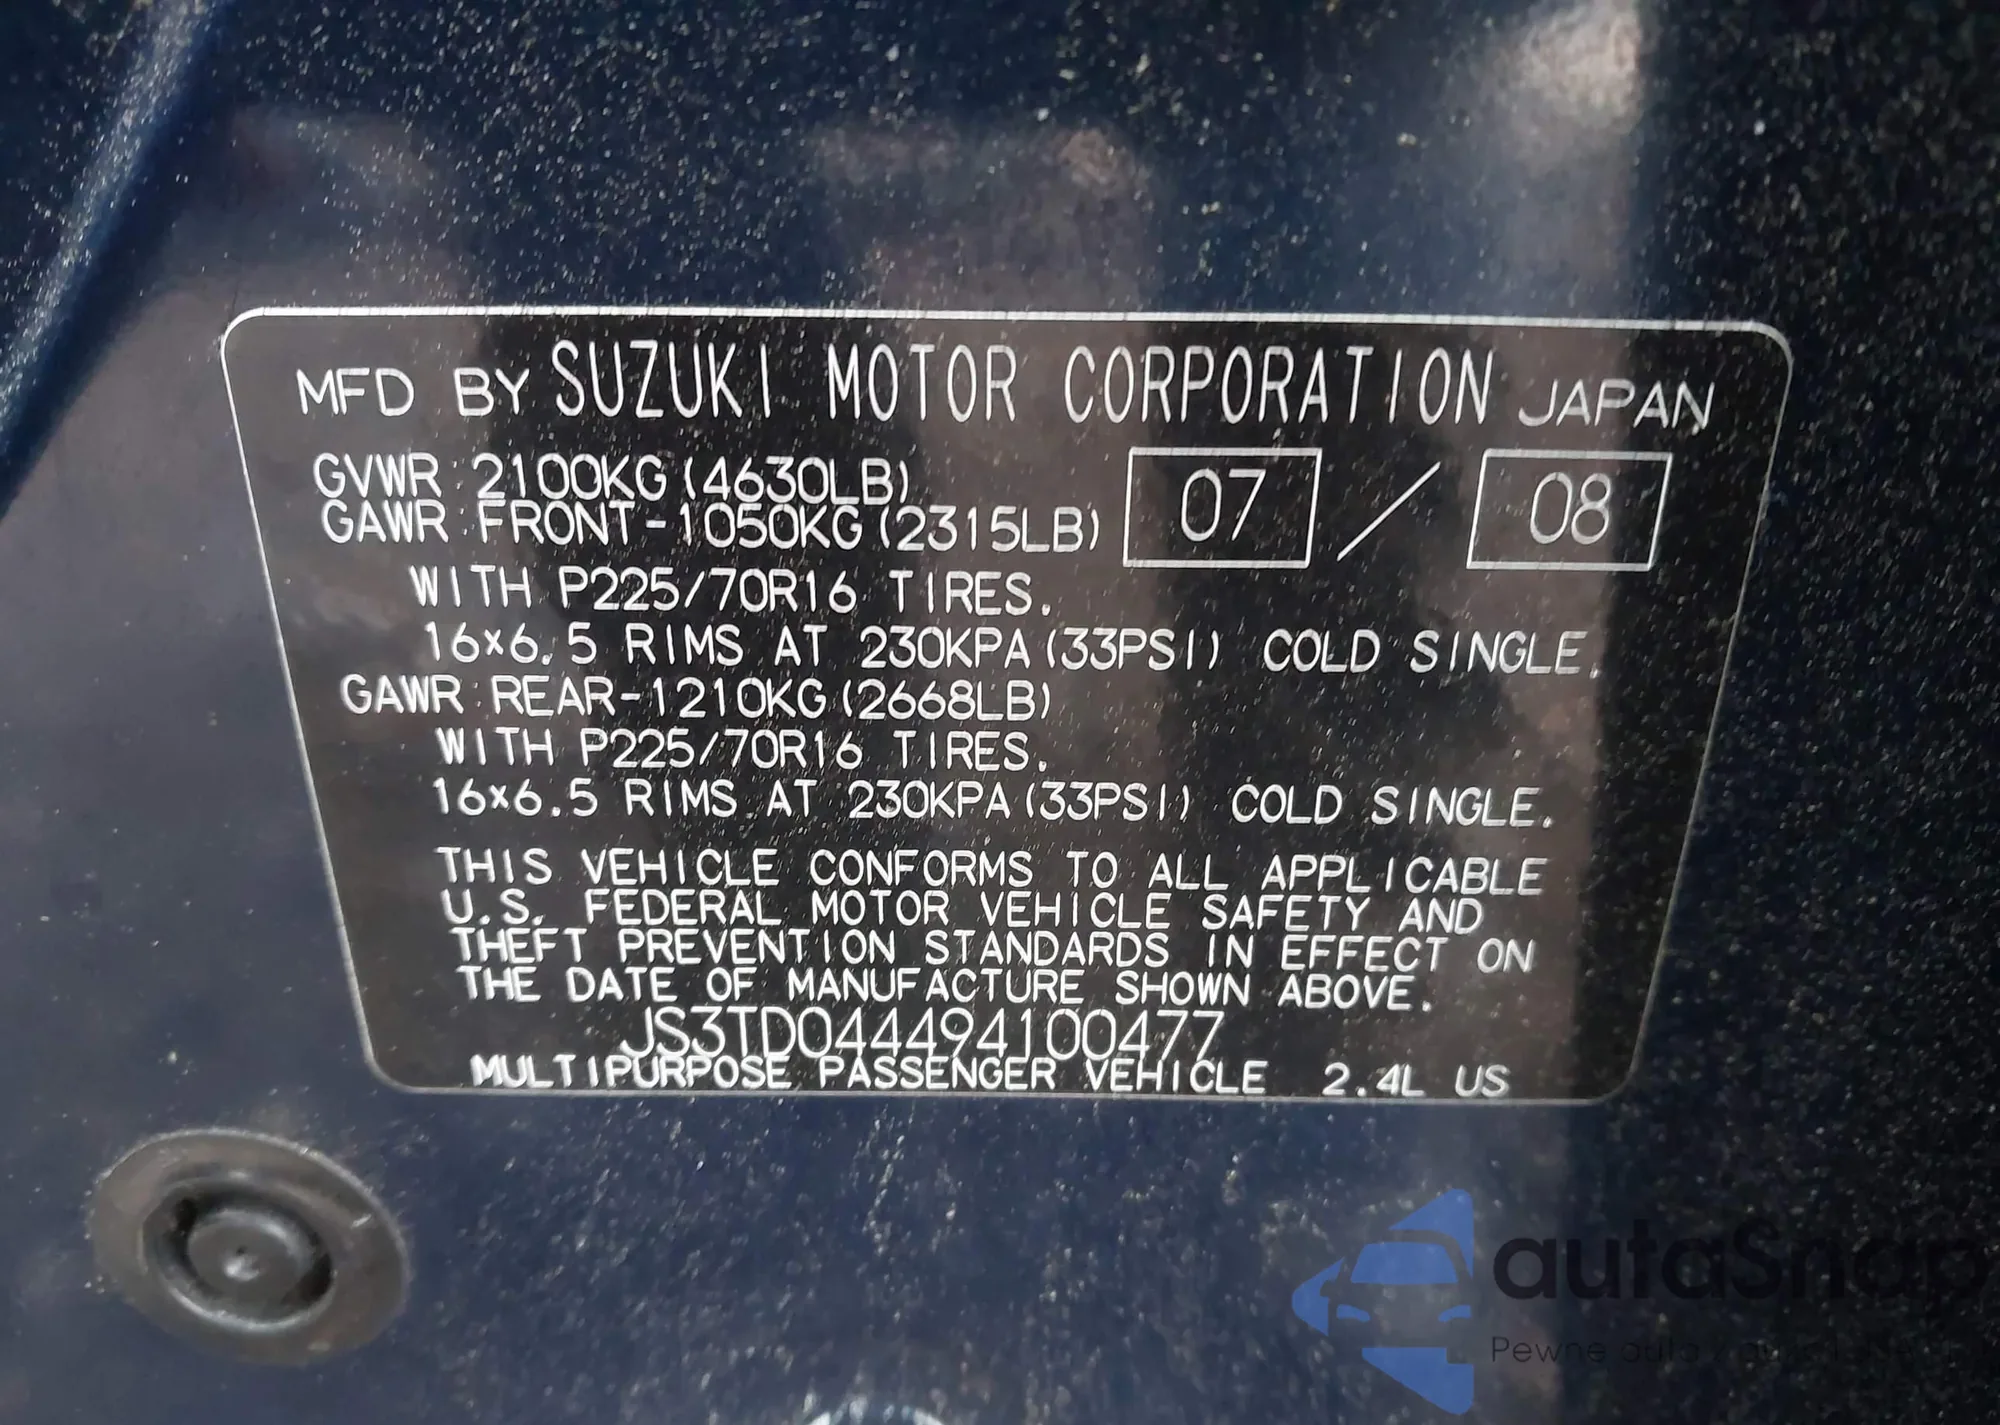 MFD BY SUZUKI MOTOR CORPORATION JAPAN
GVWR : 2100KG (4630LB)
07 / 08
GAWR : FRONT-1050KG (2315LB)
WITH P225/70R16 TIRES.
16×6.5 RIMS AT 230KPA (33PSI) COLD SINGLE.
GAWR : REAR-1210KG (2668LB)
WITH P225/70R16 TIRES.
16×6.5 RIMS AT 230KPA (33PSI) COLD SINGLE.
THIS VEHICLE CONFORMS TO ALL APPLICABLE
U.S. FEDERAL MOTOR VEHICLE SAFETY AND
THEFT PREVENTION STANDARDS IN EFFECT ON
THE DATE OF MANUFACTURE SHOWN ABOVE.
JS3TD044494100477
MULTIPURPOSE PASSENGER VEHICLE 2.4L US
autaSnap
Pewne auta